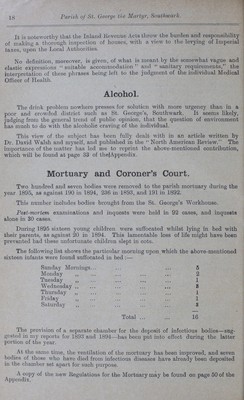 18 Parish of St. George the Martyr, Southwark.
It is noteworthy that the Inland Revenue Acts throw the burden and responsibility
of making a thorough inspection of houses, with a view to the levying of imperial
taxes, upon the Local Authorities.
No definition, moreover, is given, of what is meant by the somewhat vague and
elastic expressions " suitable accommodation " and " sanitary requirements," the
interpretation of those phrases being left to the judgment of the individual Medical
Officer of Health.
Alcohol.
The drink problem nowhere presses for solution with more urgency than in a
poor and crowded district such as St. George's, Southwark. It seems likely,
judging from the general trend of public opinion, that the question of environment
has much to do with the alcoholic craving of the individual.
This view of the subject has been fully dealt with in an article written by
Dr. David Walsh and myself, and published in the " North American Review." The
importance of the matter has led me to reprint the above-mentioned contribution,
which will be found at page 52 of the Appendix.
Mortuary and Coroner's Court.
Two hundred and seven bodies were removed to the parish mortuary during the
year 1895, as against 190 in 1894, 226 in 1893, and 191 in 1892.
This number includes bodies brought from the St. George's Workhouse.
Post-mortem examinations and inquests were held in 92 cases, and inquests
alone in 30 cases.
During 1895 sixteen young children were suffocated whilst lying in bed with
their parents, as against 20 in 1894. This lamentable loss of life might have been
prevented had these unfortunate children slept in cots.
The following list shows the particular morning upon which the above-mentioned
sixteen infants were found suffocated in bed :—
Sunday Mornings... ... ... ... 5
Monday " ... ... ... ... 2
Tuesday " ... ... ... ... 1
Wednesday " ... ... ... ... 3
Thursday " ... ... ... ... 1
Friday " ... ... ... ... 1
Saturday " ... ... ... ... 3
Total ... 16
The provision of a separate chamber for the deposit of infectious bodies—sug-
gested in my reports for 1893 and 1894—has been put into effect during the latter
portion of the year.
At the same time, the ventilation of the mortuary has been improved, and seven
bodies of those who have died from infectious diseases have already been deposited
in the chamber set apart for such purpose.
A copy of the new Regulations for the Mortuary may be found on page 50 of the
Appendix.